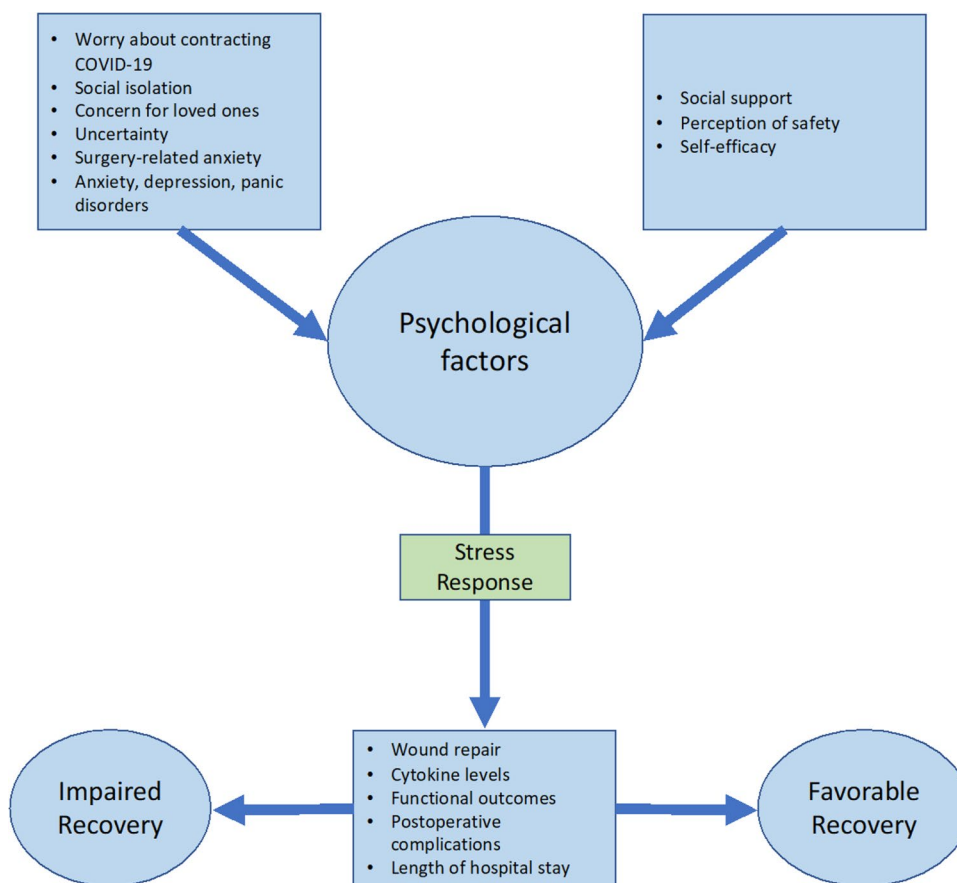 • Worry about contracting
COVID-19
• Social isolation
• Concern for loved ones
• Uncertainty
• Surgery-related anxiety
• Anxiety, depression, panic
disorders
• Social support
• Perception of safety
• Self-efficacy
Psychological
factors
Stress
Response
Impaired
Recovery
• Wound repair
• Cytokine levels
• Functional outcomes
• Postoperative
complications
• Length of hospital stay
Favorable
Recovery